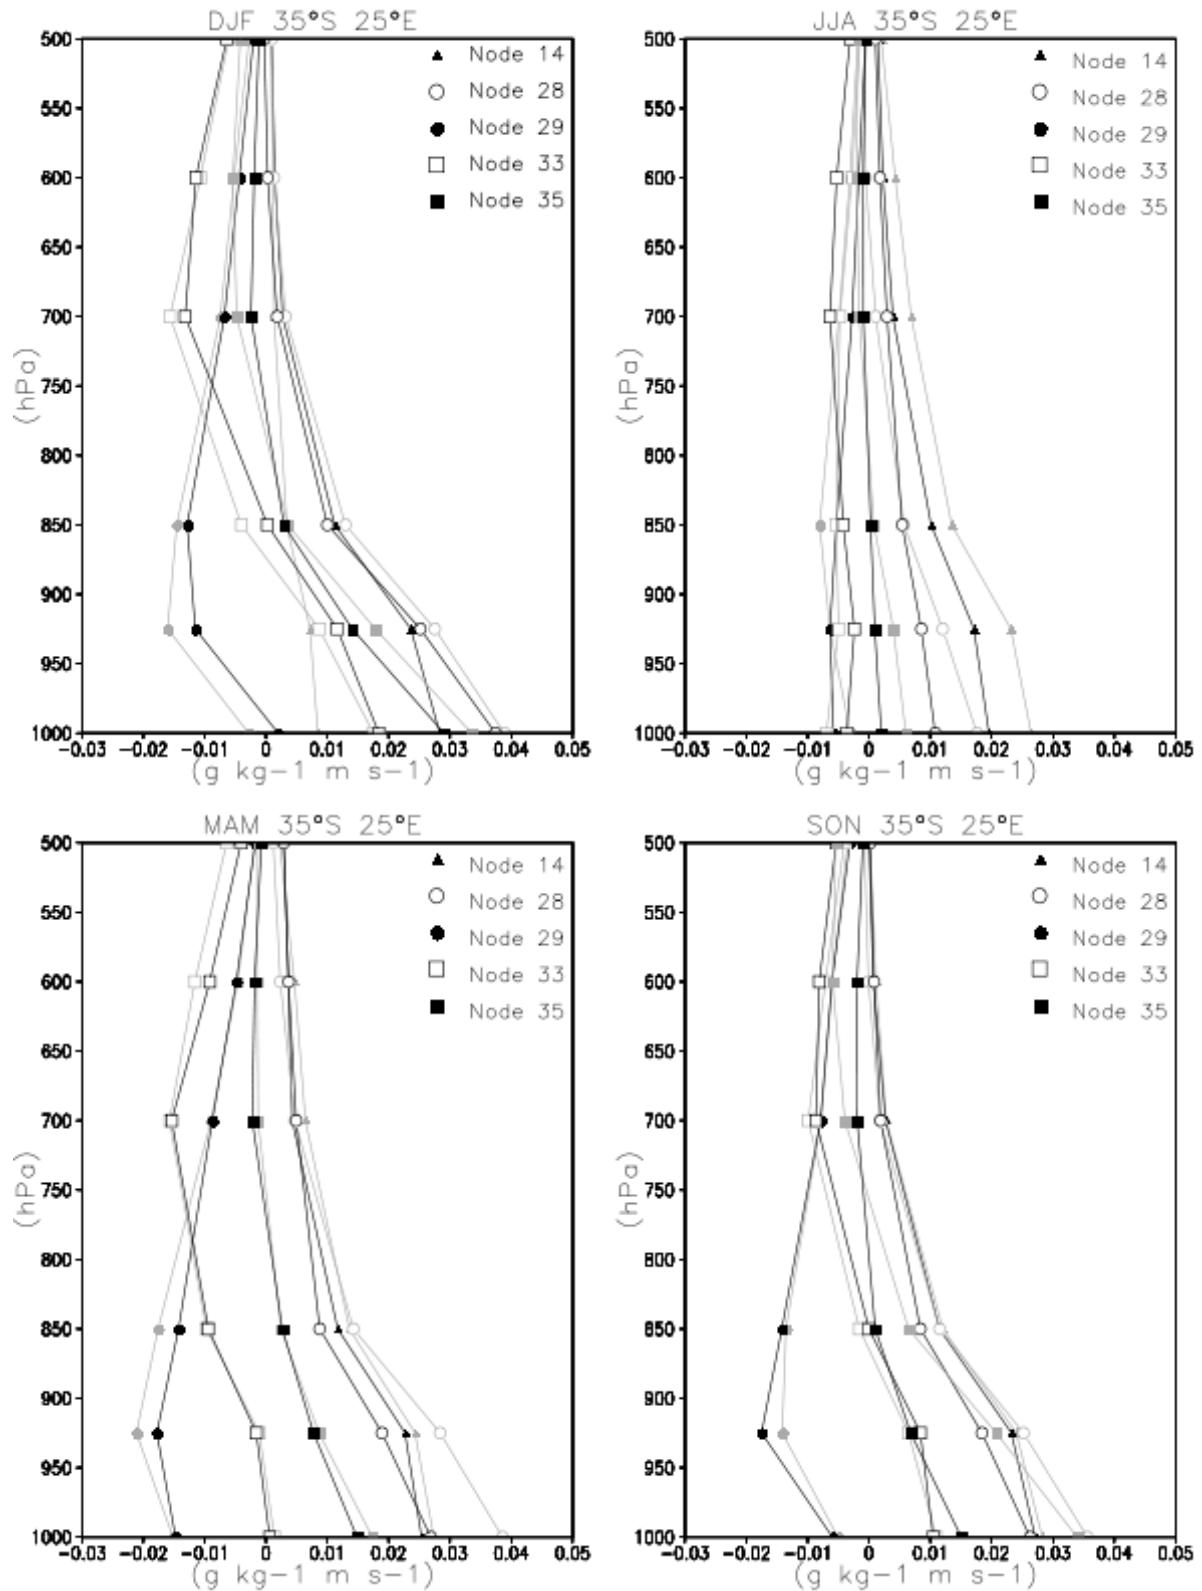 DJF 35°S 25°E
500
550
600
650
700
750
800
850
900
950
1000
(hPa)
Node 14
Node 28
Node 29
Node 33
Node 35
-0.03 -0.02 -0.01 0 0.01 0.02 0.03 0.04 0.05
(g kg-1 m s-1)
JJA 35°S 25°E
500
550
600
650
700
750
800
850
900
950
1000
(hPa)
Node 14
Node 28
Node 29
Node 33
Node 35
-0.03 -0.02 -0.01 0 0.01 0.02 0.03 0.04 0.05
(g kg-1 m s-1)
MAM 35°S 25°E
500
550
600
650
700
750
800
850
900
950
1000
(hPa)
Node 14
Node 28
Node 29
Node 33
Node 35
-0.03 -0.02 -0.01 0 0.01 0.02 0.03 0.04 0.05
(g kg-1 m s-1)
SON 35°S 25°E
500
550
600
650
700
750
800
850
900
950
1000
(hPa)
Node 14
Node 28
Node 29
Node 33
Node 35
-0.03 -0.02 -0.01 0 0.01 0.02 0.03 0.04 0.05
(g kg-1 m s-1)